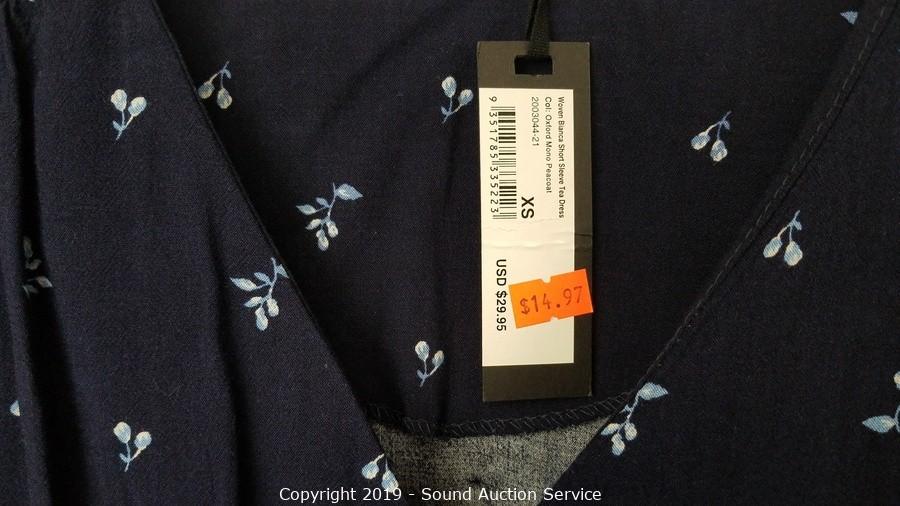 Woven Bianca Short Sleeve Tea Dress
Col: Oxford Mono Peacoat
2003044-21
9 351785 335223
XS
USD $29.95
$14.97
Copyright 2019 - Sound Auction Service